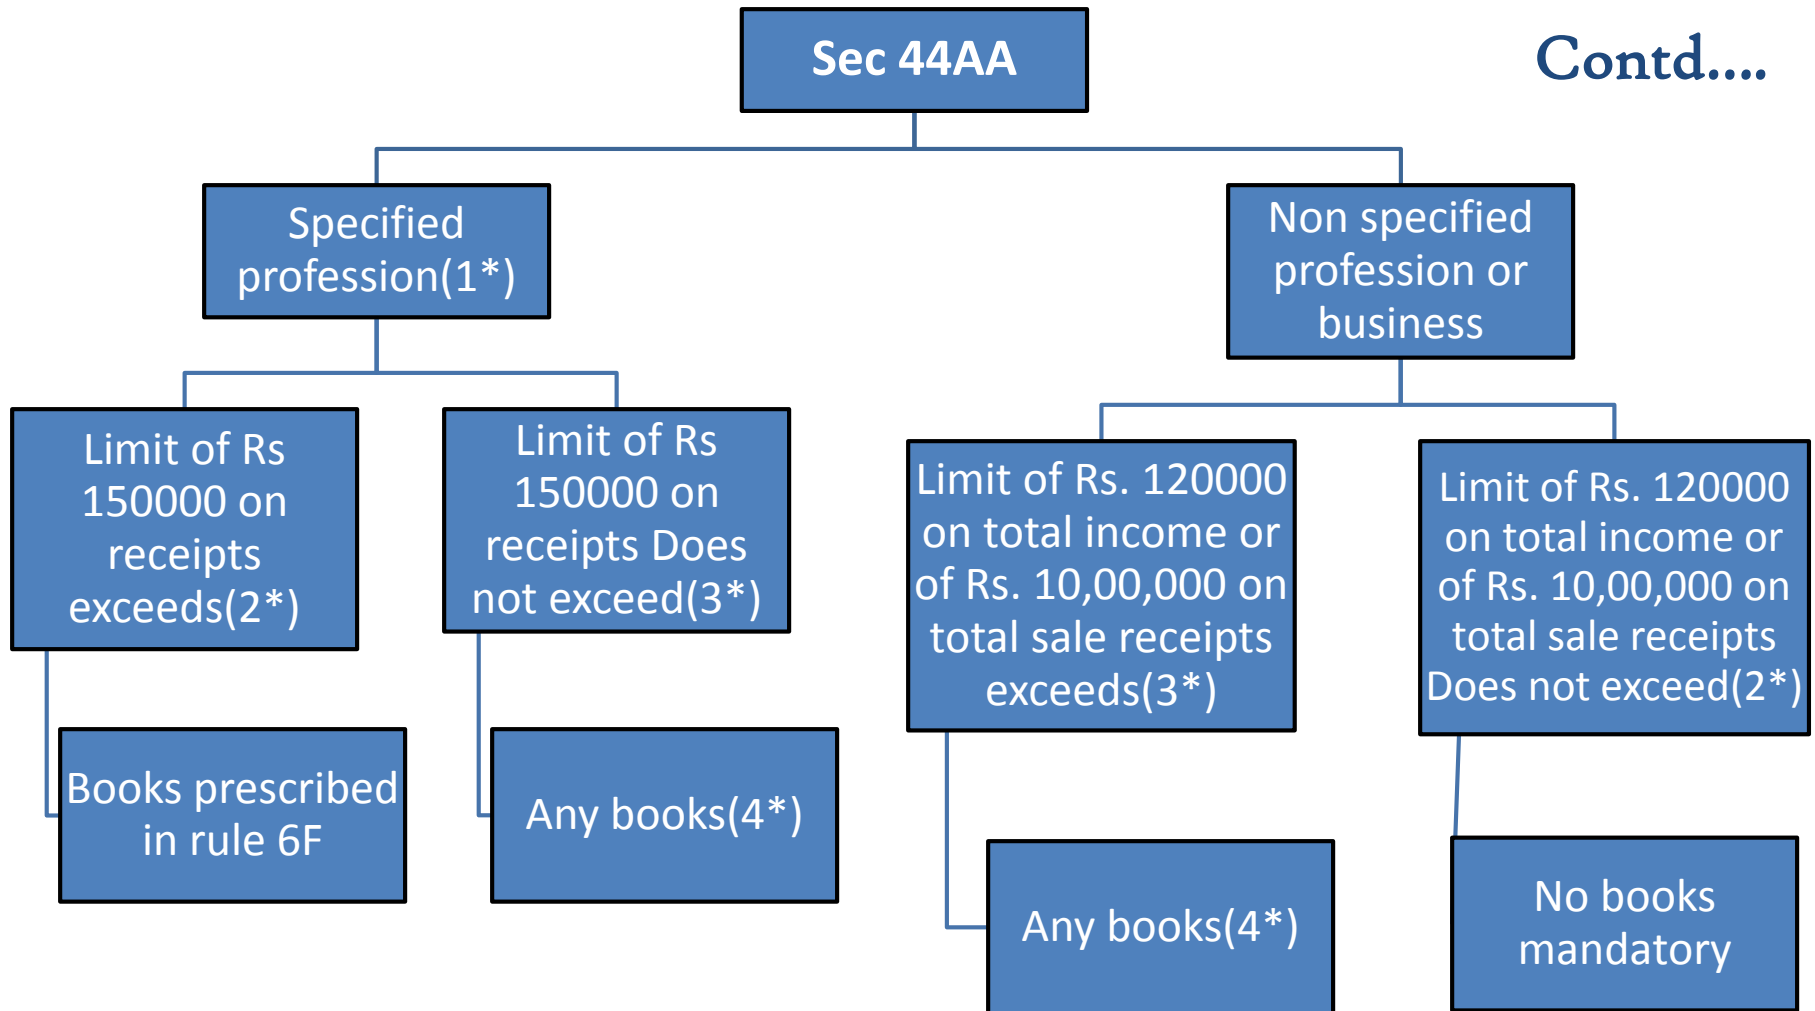 Sec 44AA
Contd....
Specified
profession(1*)
Non specified
profession or
business
Limit of Rs
150000 on
receipts
exceeds(2*)
Limit of Rs
150000 on
receipts Does
not exceed(3*)
Limit of Rs. 120000
on total income or
of Rs. 10,00,000 on
total sale receipts
exceeds(3*)
Limit of Rs. 120000
on total income or
of Rs. 10,00,000 on
total sale receipts
Does not exceed(2*)
Books prescribed
in rule 6F
Any books(4*)
Any books(4*)
No books
mandatory